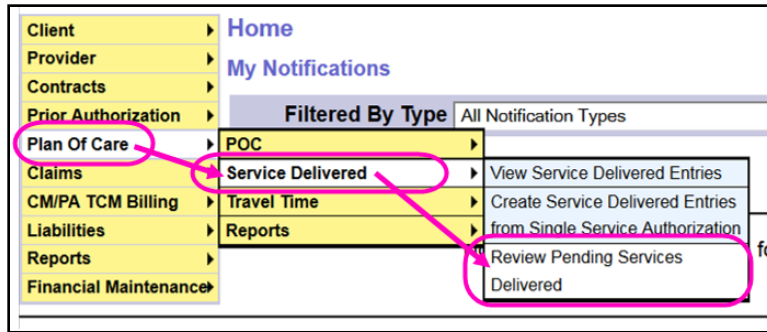 Client
Provider
Contracts
Prior Authorization
Plan Of Care
Claims
CM/PA TCM Billing
Liabilities
Reports
Financial Maintenance
Home
My Notifications
Filtered By Type All Notification Types
POC
Service Delivered
Travel Time
Reports
View Service Delivered Entries
Create Service Delivered Entries
from Single Service Authorization
Review Pending Services
Delivered